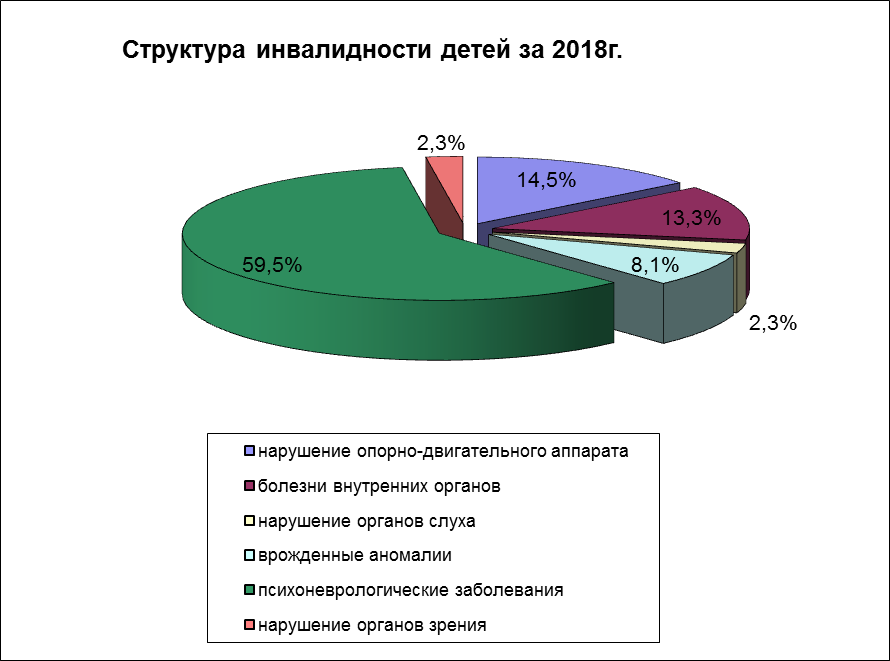 Структура инвалидности детей за 2018г.
2,3%
14,5%
13,3%
59,5%
8,1%
2,3%
нарушение опорно-двигательного аппарата
болезни внутренних органов
нарушение органов слуха
врожденные аномалии
психоневрологические заболевания
нарушение органов зрения